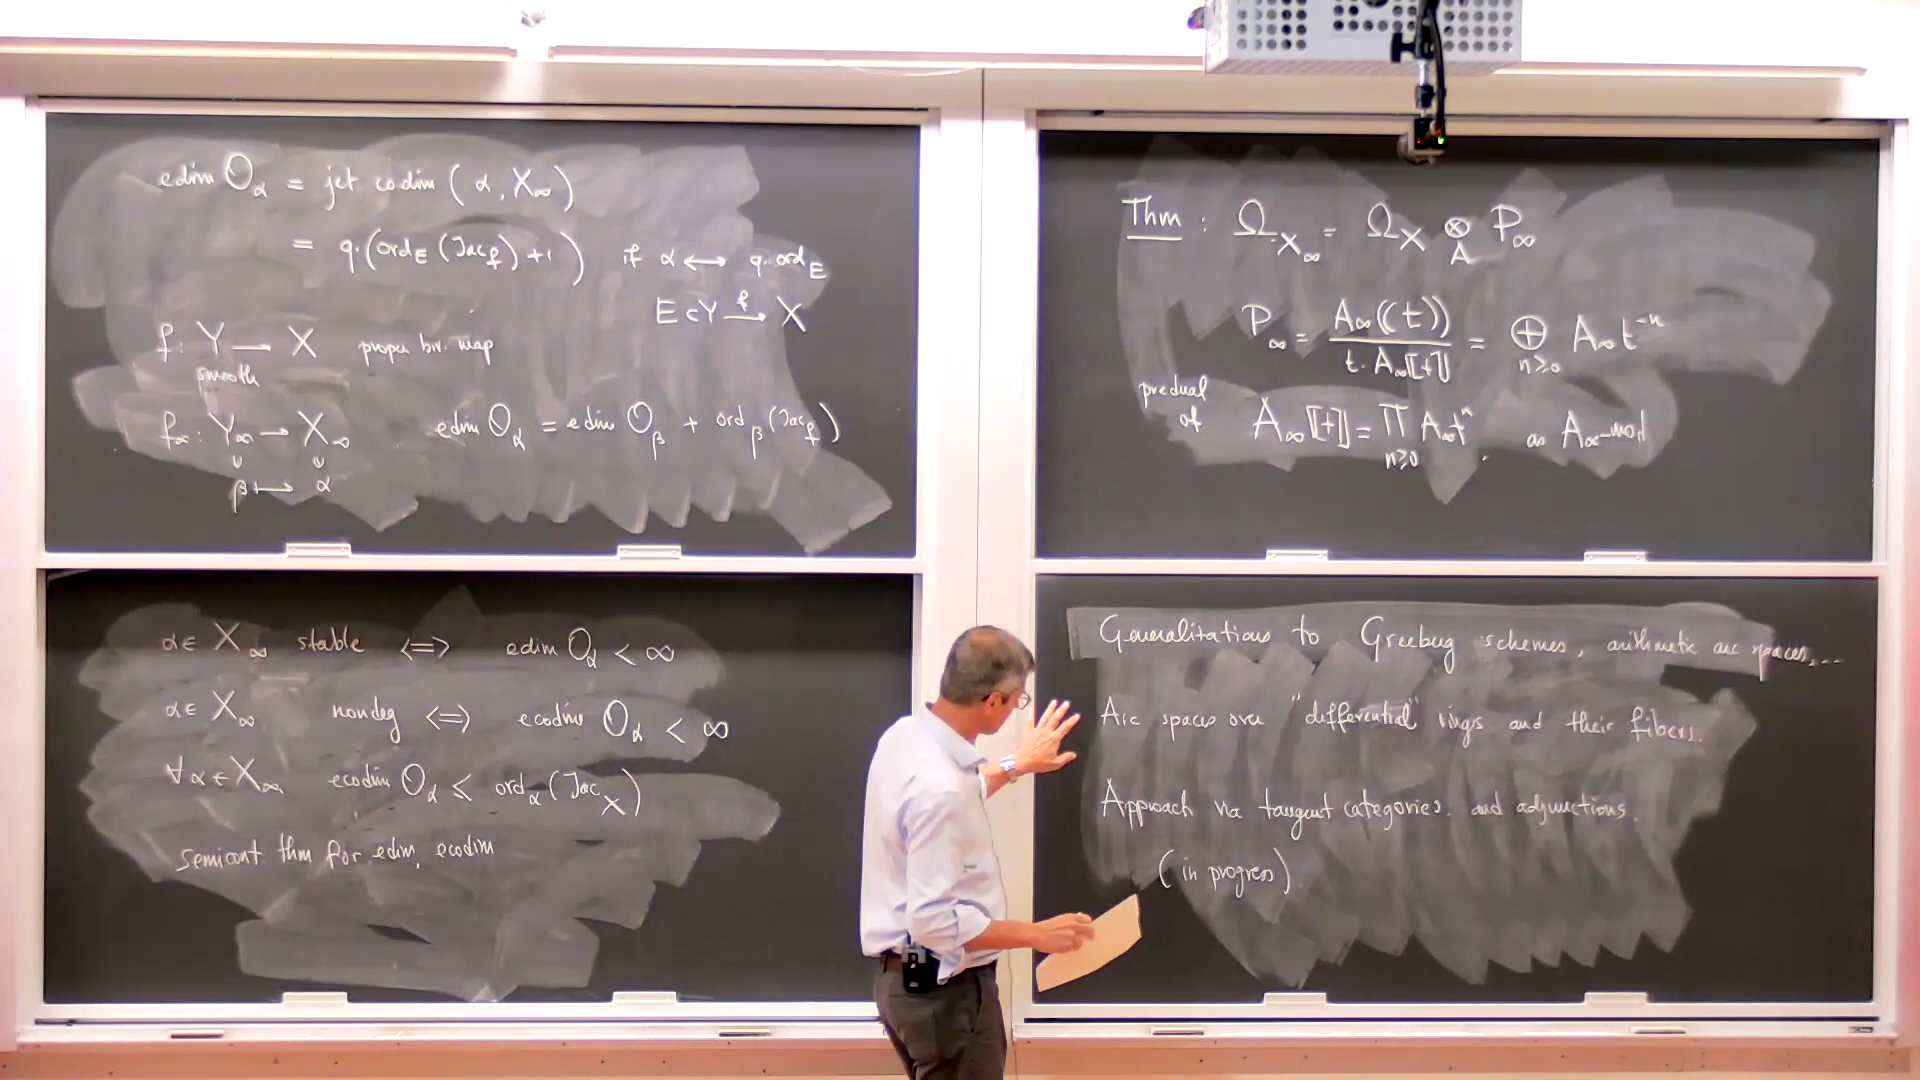 edim O_α = jet codim (α, X_∞)
= q·(ord_E (Jac_f)+1) if α ↔ q·ord_E
E ⊂ Y —f→ X
f: Y → X proper bir. map
smooth
f_∞: Y_∞ → X_∞ edim O_α = edim O_β + ord_β(Jac_f)
∪ ∪
β ↦ α
α ∈ X_∞ stable ⟺ edim O_α < ∞
α ∈ X_∞ nondeg ⟺ ecodim O_α < ∞
∀ α ∈ X_∞ ecodim O_α ≤ ord_α(Jac_X)
semicont. thm for edim, ecodim
Thm : Ω_{X_∞} = Ω_X ⊗_A P_∞
P_∞ = A_∞((t)) / t·A_∞[[t]] = ⊕_{n≥0} A_∞ t^{-n}
predual of A_∞[[t]] = ∏_{n≥0} A_∞ t^n as A_∞-mod
Generalitations to Greebug schemes, arithmetic arc spaces,...
Arc spaces over "differential" rings and their fibers.
Approach via tangent categories. and adjunctions.
(in progress).